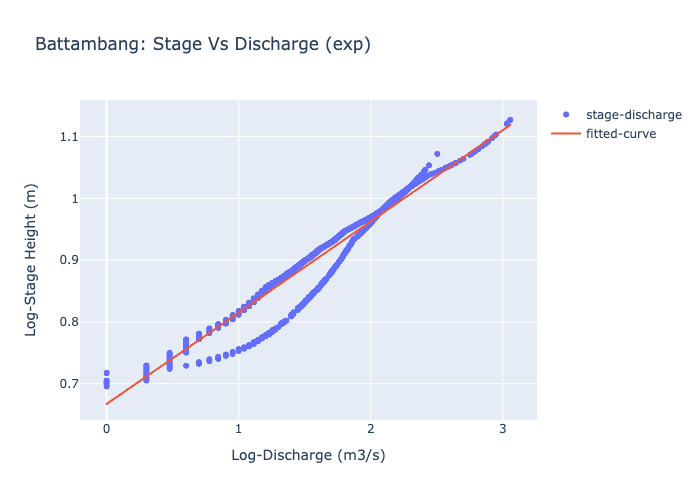 Battambang: Stage Vs Discharge (exp)
stage-discharge
fitted-curve
1.1
1
0.9
0.8
0.7
Log-Stage Height (m)
0
1
2
3
Log-Discharge (m3/s)